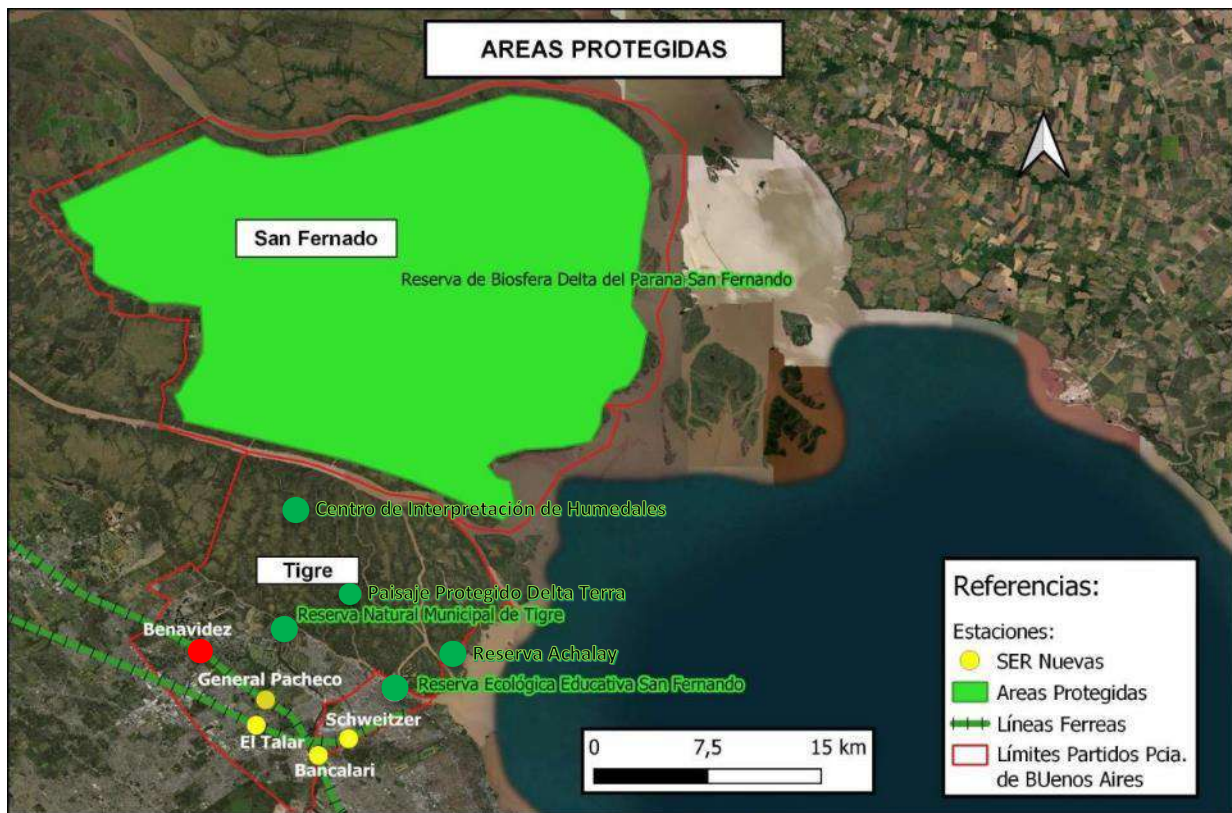 AREAS PROTEGIDAS
San Fernado
Reserva de Biosfera Delta del Parana San Fernando
Centro de Interpretación de Humedales
Tigre
Paisaje Protegido Delta Terra
Reserva Natural Municipal de Tigre
Benavidez
Reserva Achalay
General Pacheco
Reserva Ecológica Educativa San Fernando
Schweitzer
El Talar
Bancalari
0 7,5 15 km
Referencias:
Estaciones:
SER Nuevas
Areas Protegidas
Líneas Ferreas
Límites Partidos Pcia.
de BUenos Aires